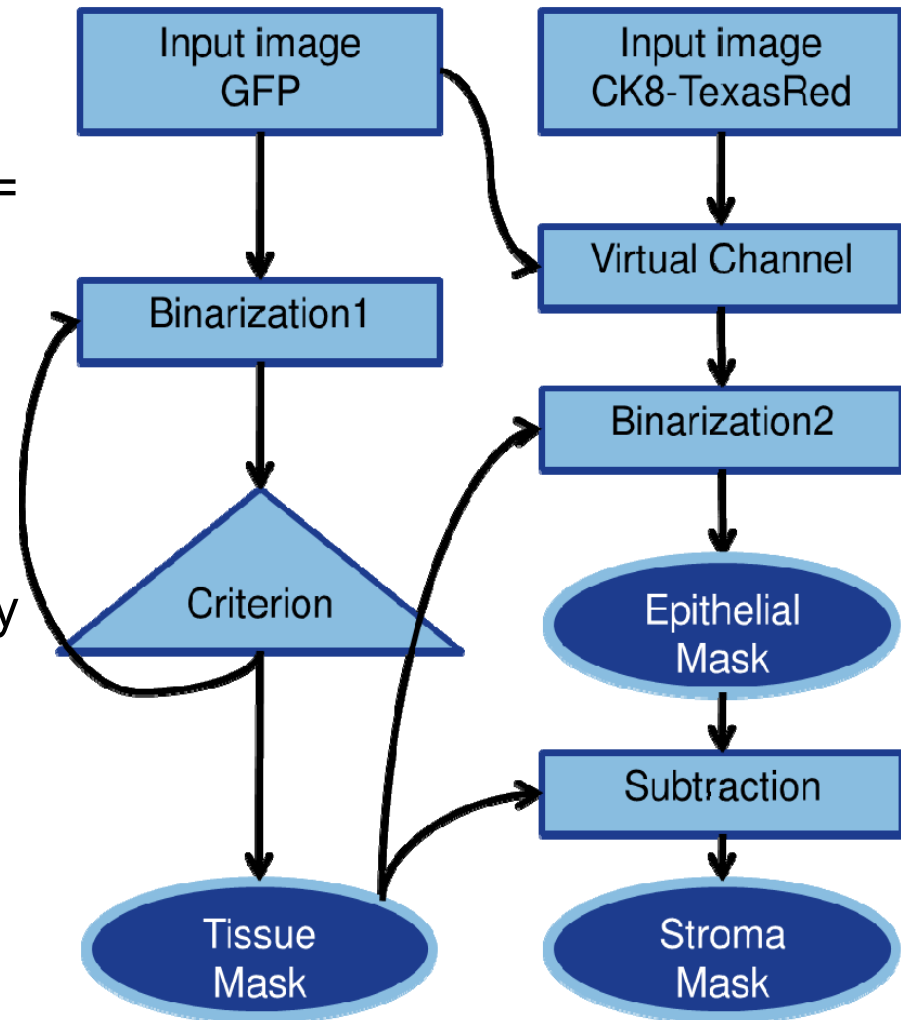 Input image
GFP
Input image
CK8-TexasRed
=
Virtual Channel
Binarization1
Binarization2
Criterion
y
Epithelial
Mask
Subtraction
Tissue
Mask
Stroma
Mask